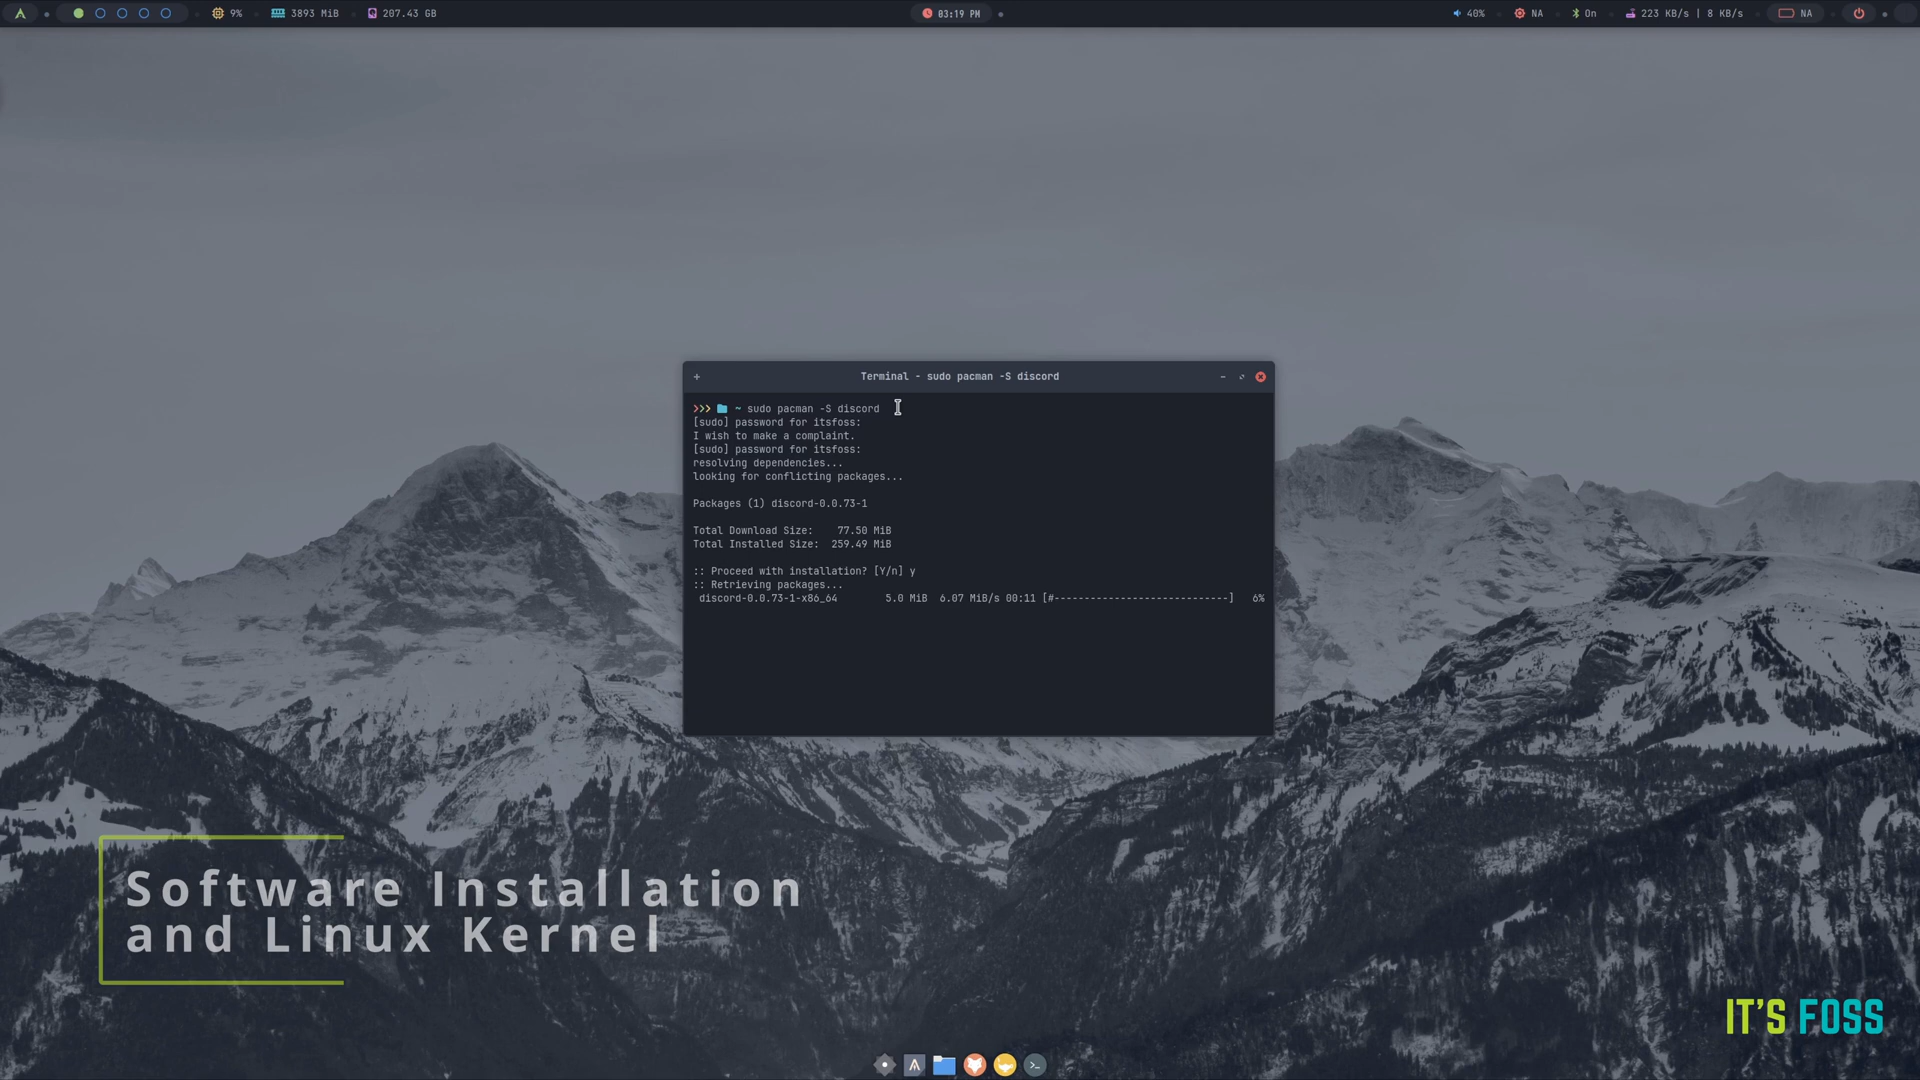 9% 3893 MiB 207.43 GB 03:19 PM 40% NA On 223 KB/s | 8 KB/s NA
Terminal - sudo pacman -S discord
>>> ~ sudo pacman -S discord
[sudo] password for itsfoss:
I wish to make a complaint.
[sudo] password for itsfoss:
resolving dependencies...
looking for conflicting packages...
Packages (1) discord-0.0.73-1
Total Download Size: 77.50 MiB
Total Installed Size: 259.49 MiB
:: Proceed with installation? [Y/n] y
:: Retrieving packages...
discord-0.0.73-1-x86_64 5.0 MiB 6.07 MiB/s 00:11 [#-----------------------------] 6%
Software Installation
and Linux Kernel
IT'S FOSS